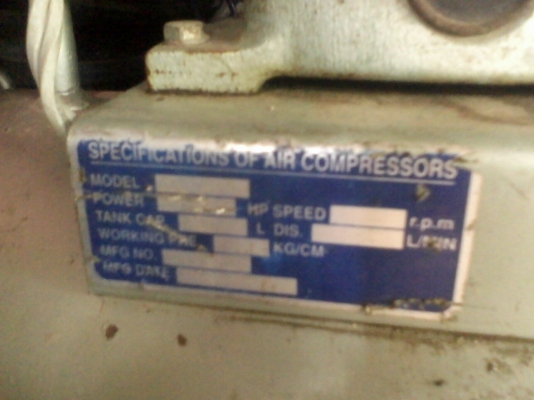 SPECIFICATIONS OF AIR COMPRESSORS
MODEL
POWER HP SPEED r.p.m
TANK CAP. L DIS. L/MIN
WORKING PRE. KG/CM
MFG NO.
MFG DATE